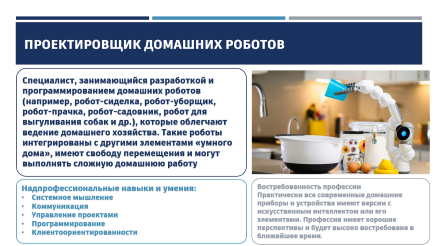 ПРОЕКТИРОВЩИК ДОМАШНИХ РОБОТОВ
Специалист, занимающийся разработкой и
программированием домашних роботов
(например, робот-сиделка, робот-уборщик,
робот-прачка, робот-садовник, робот для
выгуливания собак и др.), которые облегчают
ведение домашнего хозяйства. Такие роботы
интегрированы с другими элементами «умного
дома», имеют свободу перемещения и могут
выполнять сложную домашнюю работу
Надпрофессиональные навыки и умения:
• Системное мышление
• Коммуникация
• Управление проектами
• Программирование
• Клиентоориентированности
Востребованность профессии
Практически все современные домашние
приборы и устройства имеют версии с
искусственным интеллектом или его
элементами. Профессия имеет хорошие
перспективы и будет высоко востребована в
ближайшее время.